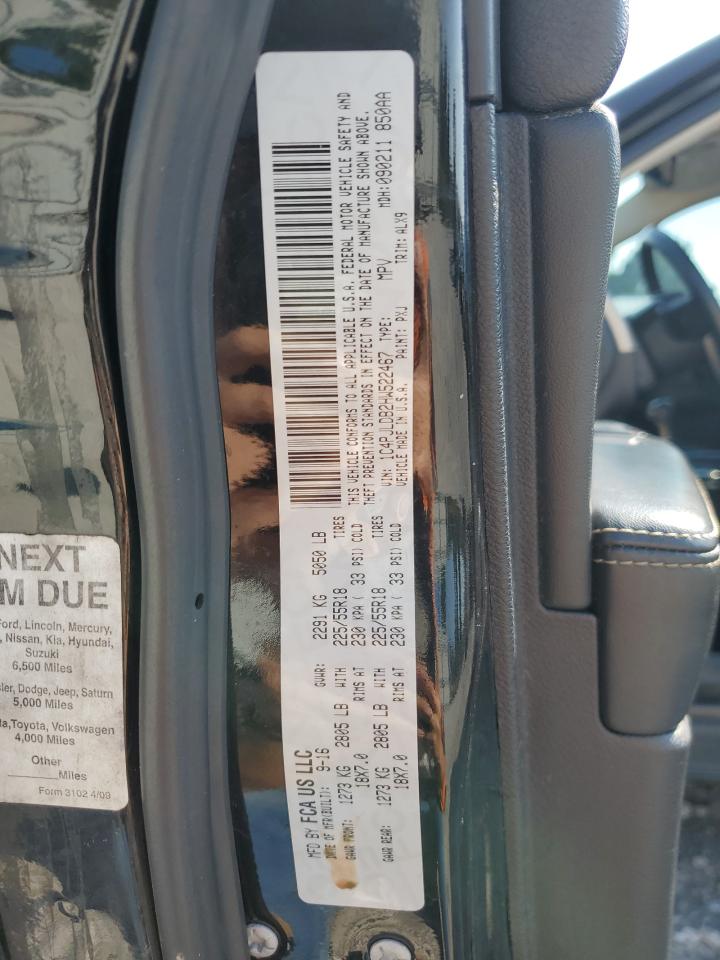 MFD BY FCA US LLC
DATE OF MFR(BUILT): 9-16 GVWR: 2291 KG 5050 LB
GAWR FRONT: 1273 KG 2805 LB WITH 225/55R18 TIRES
18X7.0 RIMS AT 230 KPA ( 33 PSI) COLD
GAWR REAR: 1273 KG 2805 LB WITH 225/55R18 TIRES
18X7.0 RIMS AT 230 KPA ( 33 PSI) COLD
THIS VEHICLE CONFORMS TO ALL APPLICABLE U.S.A. FEDERAL MOTOR VEHICLE SAFETY AND
THEFT PREVENTION STANDARDS IN EFFECT ON THE DATE OF MANUFACTURE SHOWN ABOVE.
VIN: 1C4PJLDB2HW522467 TYPE: MPV MDH:090211 850AA
VEHICLE MADE IN U.S.A. PAINT: PXJ TRIM: ALX9
NEXT
M DUE
Ford, Lincoln, Mercury,
, Nissan, Kia, Hyundai,
Suzuki
6,500 Miles
sler, Dodge, Jeep, Saturn
5,000 Miles
ta, Toyota, Volkswagen
4,000 Miles
Other
______Miles
Form 3102 4/09